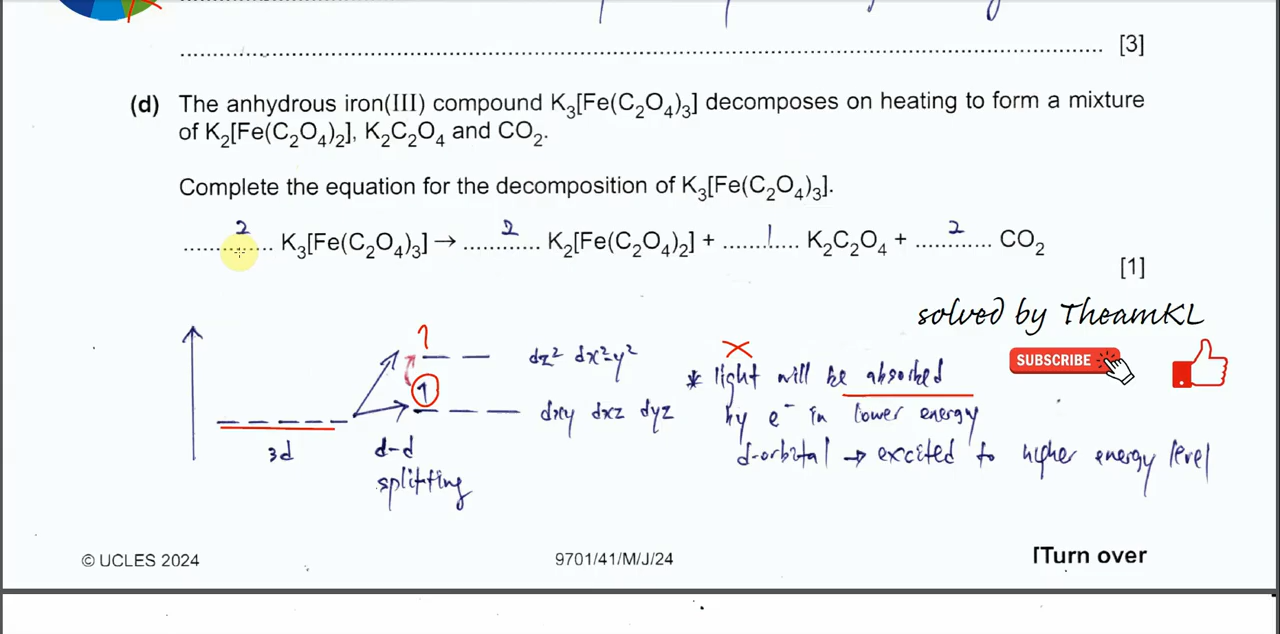 [3]
(d) The anhydrous iron(III) compound K₃[Fe(C₂O₄)₃] decomposes on heating to form a mixture
of K₂[Fe(C₂O₄)₂], K₂C₂O₄ and CO₂.
Complete the equation for the decomposition of K₃[Fe(C₂O₄)₃].
......2...... K₃[Fe(C₂O₄)₃] → ......2...... K₂[Fe(C₂O₄)₂] + ......1...... K₂C₂O₄ + ......2...... CO₂
[1]
solved by TheamKL
1
dz² dx²-y²
* light will be absorbed
SUBSCRIBE
1
dxy dxz dyz
by e⁻ in lower energy
3d
d-d
splitting
d-orbital → excited to higher energy level
© UCLES 2024
9701/41/M/J/24
[Turn over